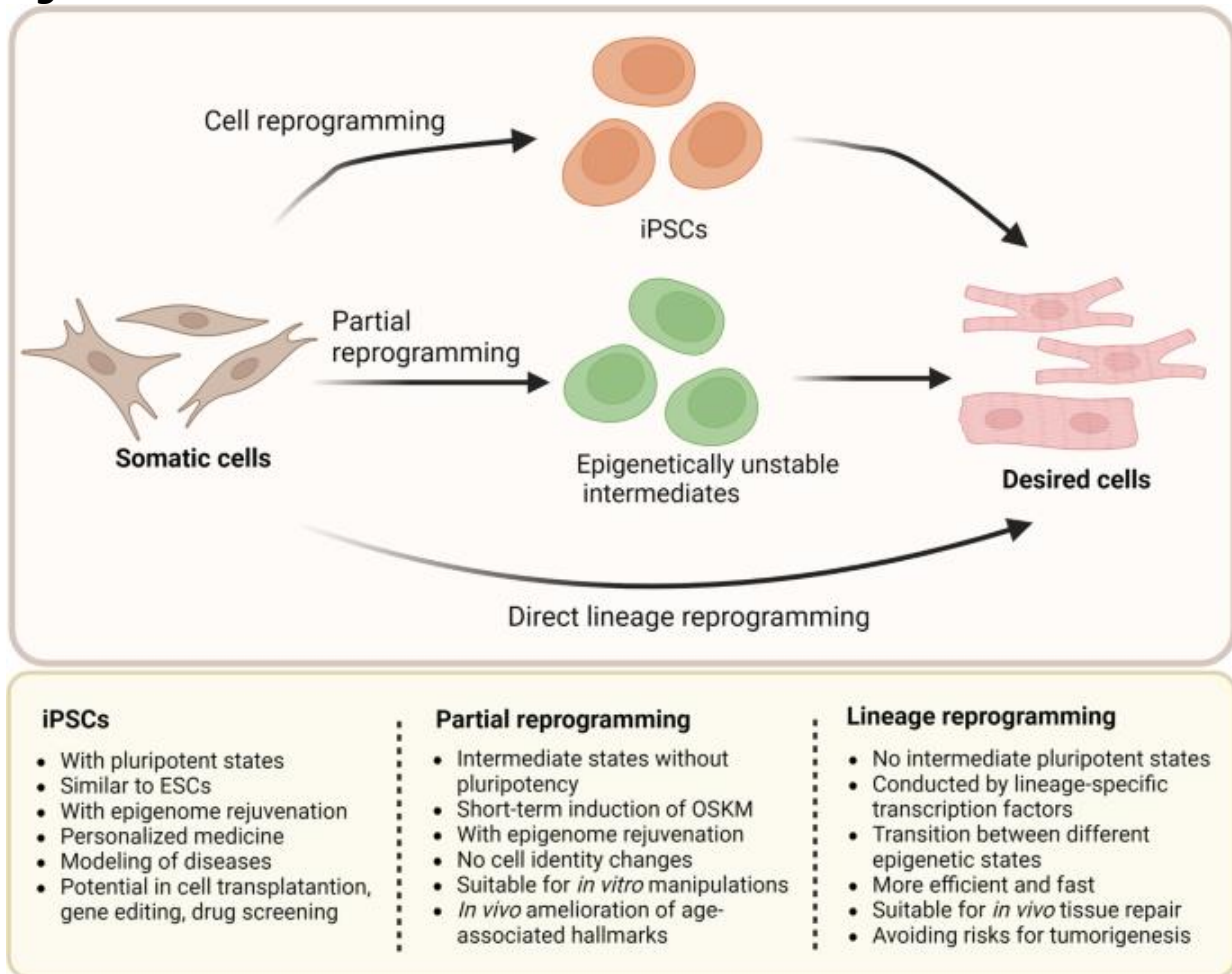 Cell reprogramming
iPSCs
Partial
reprogramming
Somatic cells
Epigenetically unstable
intermediates
Desired cells
Direct lineage reprogramming
iPSCs
• With pluripotent states
• Similar to ESCs
• With epigenome rejuvenation
• Personalized medicine
• Modeling of diseases
• Potential in cell transplatantion,
gene editing, drug screening
Partial reprogramming
• Intermediate states without
pluripotency
• Short-term induction of OSKM
• With epigenome rejuvenation
• No cell identity changes
• Suitable for in vitro manipulations
• In vivo amelioration of age-
associated hallmarks
Lineage reprogramming
• No intermediate pluripotent states
• Conducted by lineage-specific
transcription factors
• Transition between different
epigenetic states
• More efficient and fast
• Suitable for in vivo tissue repair
• Avoiding risks for tumorigenesis